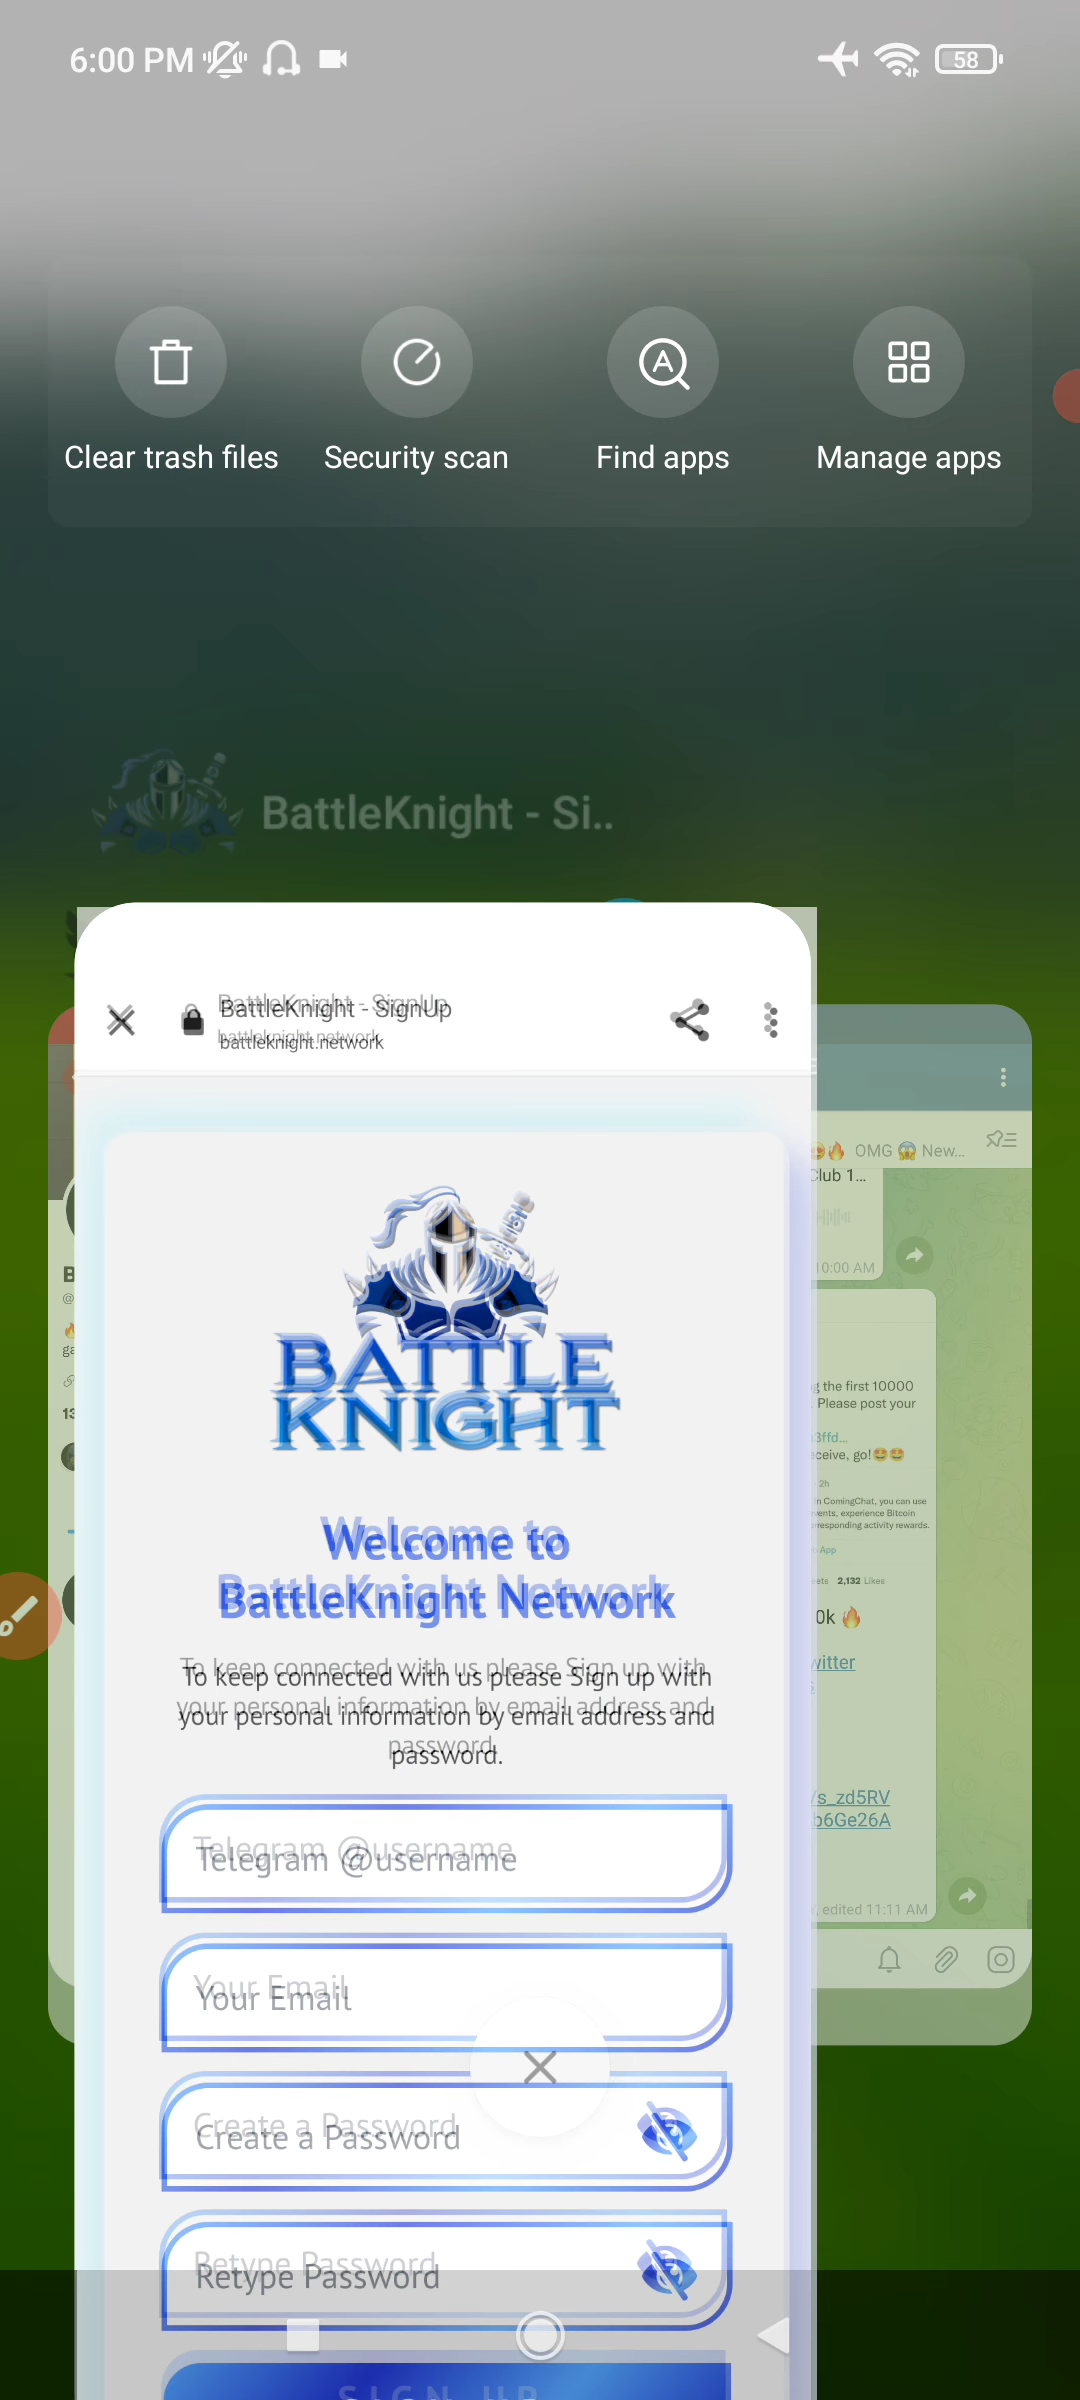 6:00 PM
58
Clear trash files
Security scan
Find apps
Manage apps
BattleKnight - Si..
BattleKnight - SignUp
battleknight.network
OMG 😱 New...
Club 1...
10:00 AM
BATTLE
KNIGHT
g the first 10000
. Please post your
3ffd...
ceive, go!🤩🤩
2h
in ComingChat, you can use
vents, experience Bitcoin
rresponding activity rewards.
App
2,132 Likes
Welcome to
BattleKnight Network
0k 🔥
witter
To keep connected with us please Sign up with
your personal information by email address and
password.
/s_zd5RV
b6Ge26A
Telegram @username
, edited 11:11 AM
Your Email
Create a Password
Retype Password
SIGN UP